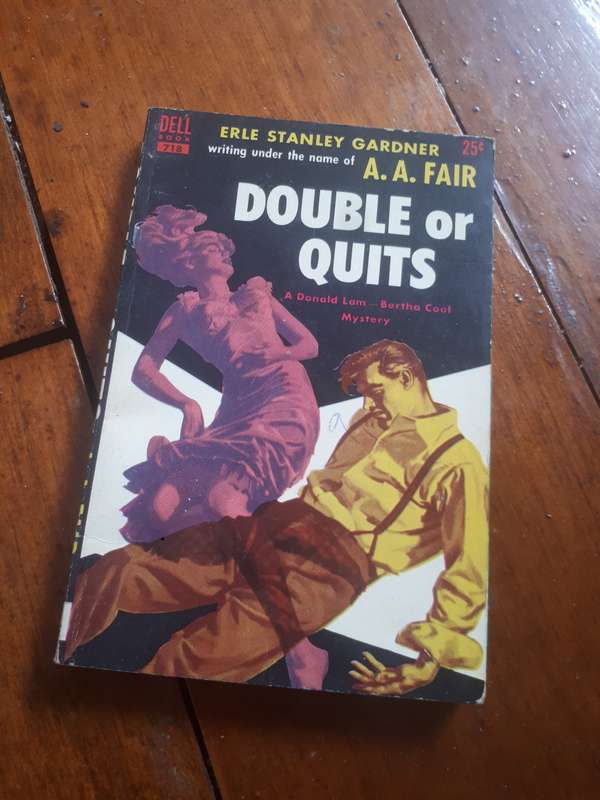 DELL
BOOK
718
25¢
ERLE STANLEY GARDNER
writing under the name of
A. A. FAIR
DOUBLE or
QUITS
A Donald Lam—Bertha Cool
Mystery